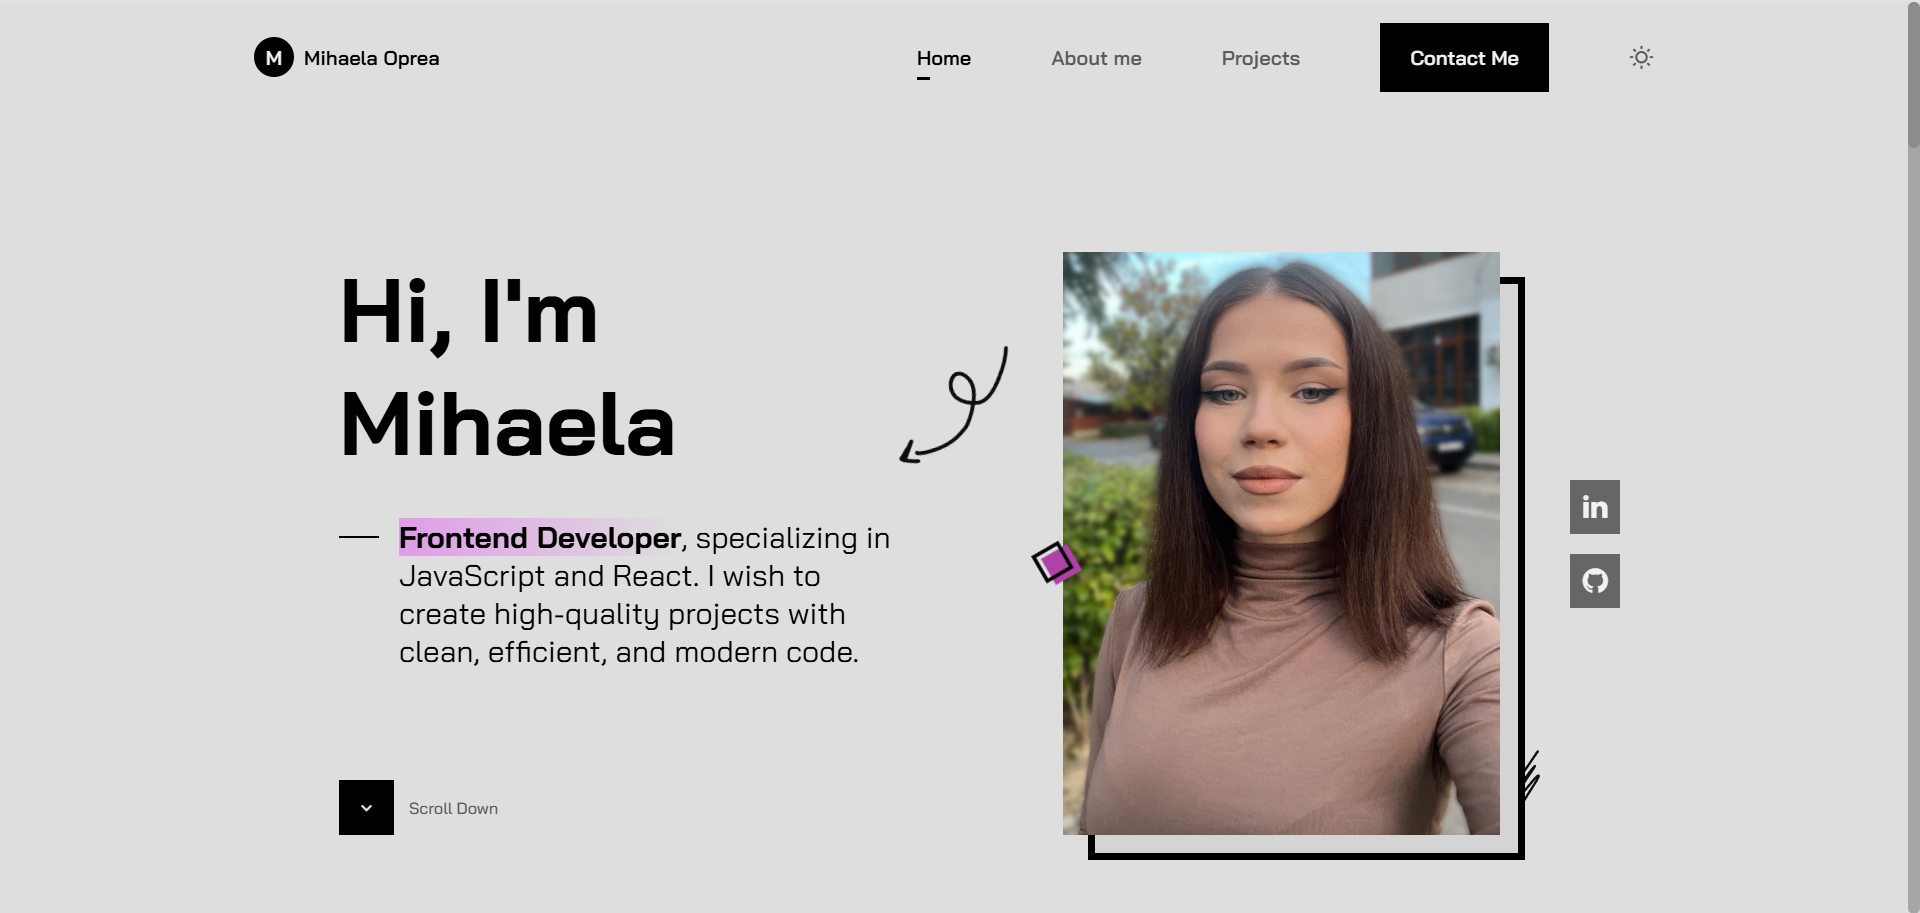 M Mihaela Oprea
Home
About me
Projects
Contact Me
Hi, I'm
Mihaela
Frontend Developer, specializing in
JavaScript and React. I wish to
create high-quality projects with
clean, efficient, and modern code.
Scroll Down
in